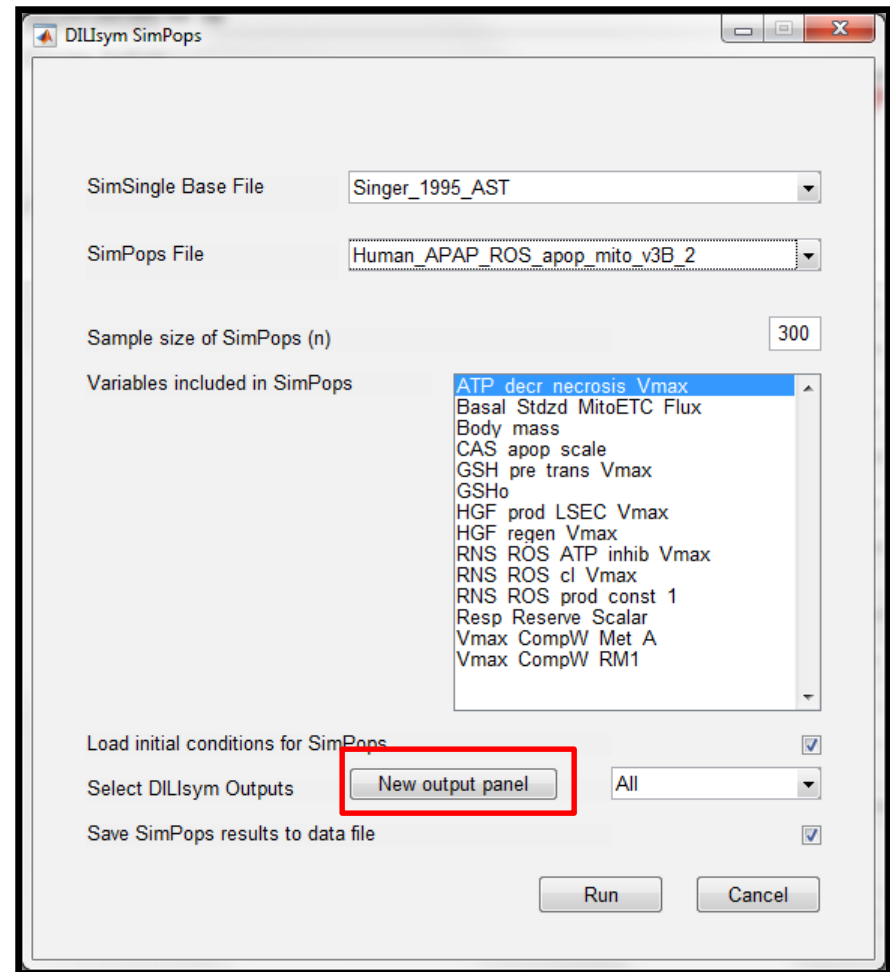 DILIsym SimPops
SimSingle Base File Singer_1995_AST
SimPops File Human_APAP_ROS_apop_mito_v3B_2
Sample size of SimPops (n) 300
Variables included in SimPops
ATP decr necrosis Vmax
Basal Stdzd MitoETC Flux
Body mass
CAS apop scale
GSH pre trans Vmax
GSHo
HGF prod LSEC Vmax
HGF regen Vmax
RNS ROS ATP inhib Vmax
RNS ROS cl Vmax
RNS ROS prod const 1
Resp Reserve Scalar
Vmax CompW Met A
Vmax CompW RM1
Load initial conditions for SimPops
Select DILIsym Outputs New output panel All
Save SimPops results to data file
Run Cancel